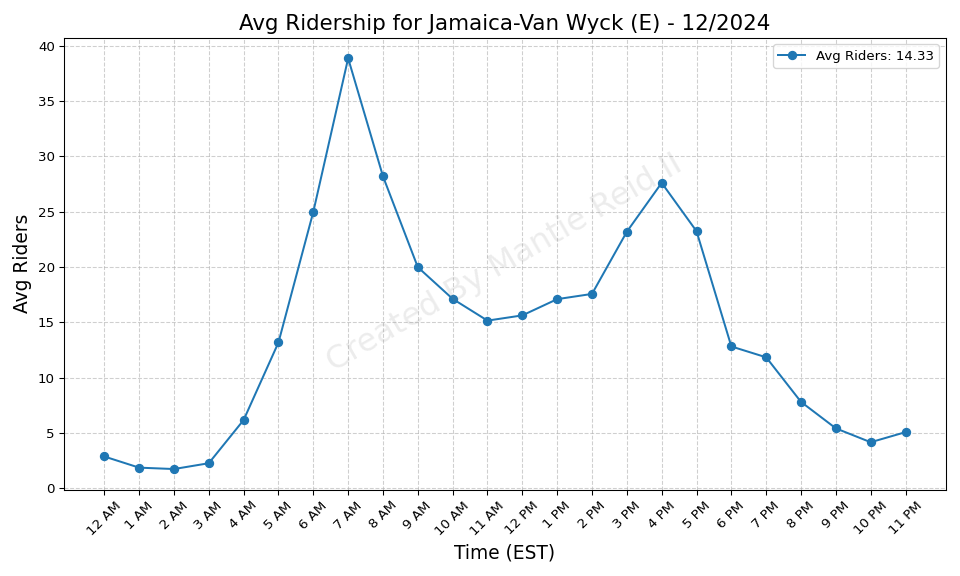 Avg Ridership for Jamaica-Van Wyck (E) - 12/2024
Avg Riders: 14.33
40
35
30
25
20
15
10
5
0
Avg Riders
Created By Mantie Reid II
12 AM
1 AM
2 AM
3 AM
4 AM
5 AM
6 AM
7 AM
8 AM
9 AM
10 AM
11 AM
12 PM
1 PM
2 PM
3 PM
4 PM
5 PM
6 PM
7 PM
8 PM
9 PM
10 PM
11 PM
Time (EST)